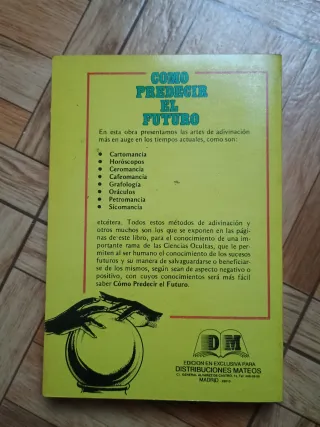 COMO
PREDECIR
EL
FUTURO
En esta obra presentamos las artes de adivinación
más en auge en los tiempos actuales, como son:
Cartomancia
Horóscopos
Ceromancia
Cafeomancia
Grafología
Oráculos
Petromancia
Sicomancia
etcétera. Todos estos métodos de adivinación y
otros muchos son los que se exponen en las pági-
nas de este libro, para el conocimiento de una im-
portante rama de las Ciencias Ocultas, que le per-
miten al ser humano el conocimiento de los sucesos
futuros y su manera de salvaguardarse o beneficiar-
se de los mismos, según sean de aspecto negativo o
positivo, con cuyos conocimientos será más fácil
saber Cómo Predecir el Futuro.
D M
EDICION EN EXCLUSIVA PARA
DISTRIBUCIONES MATEOS
MADRID